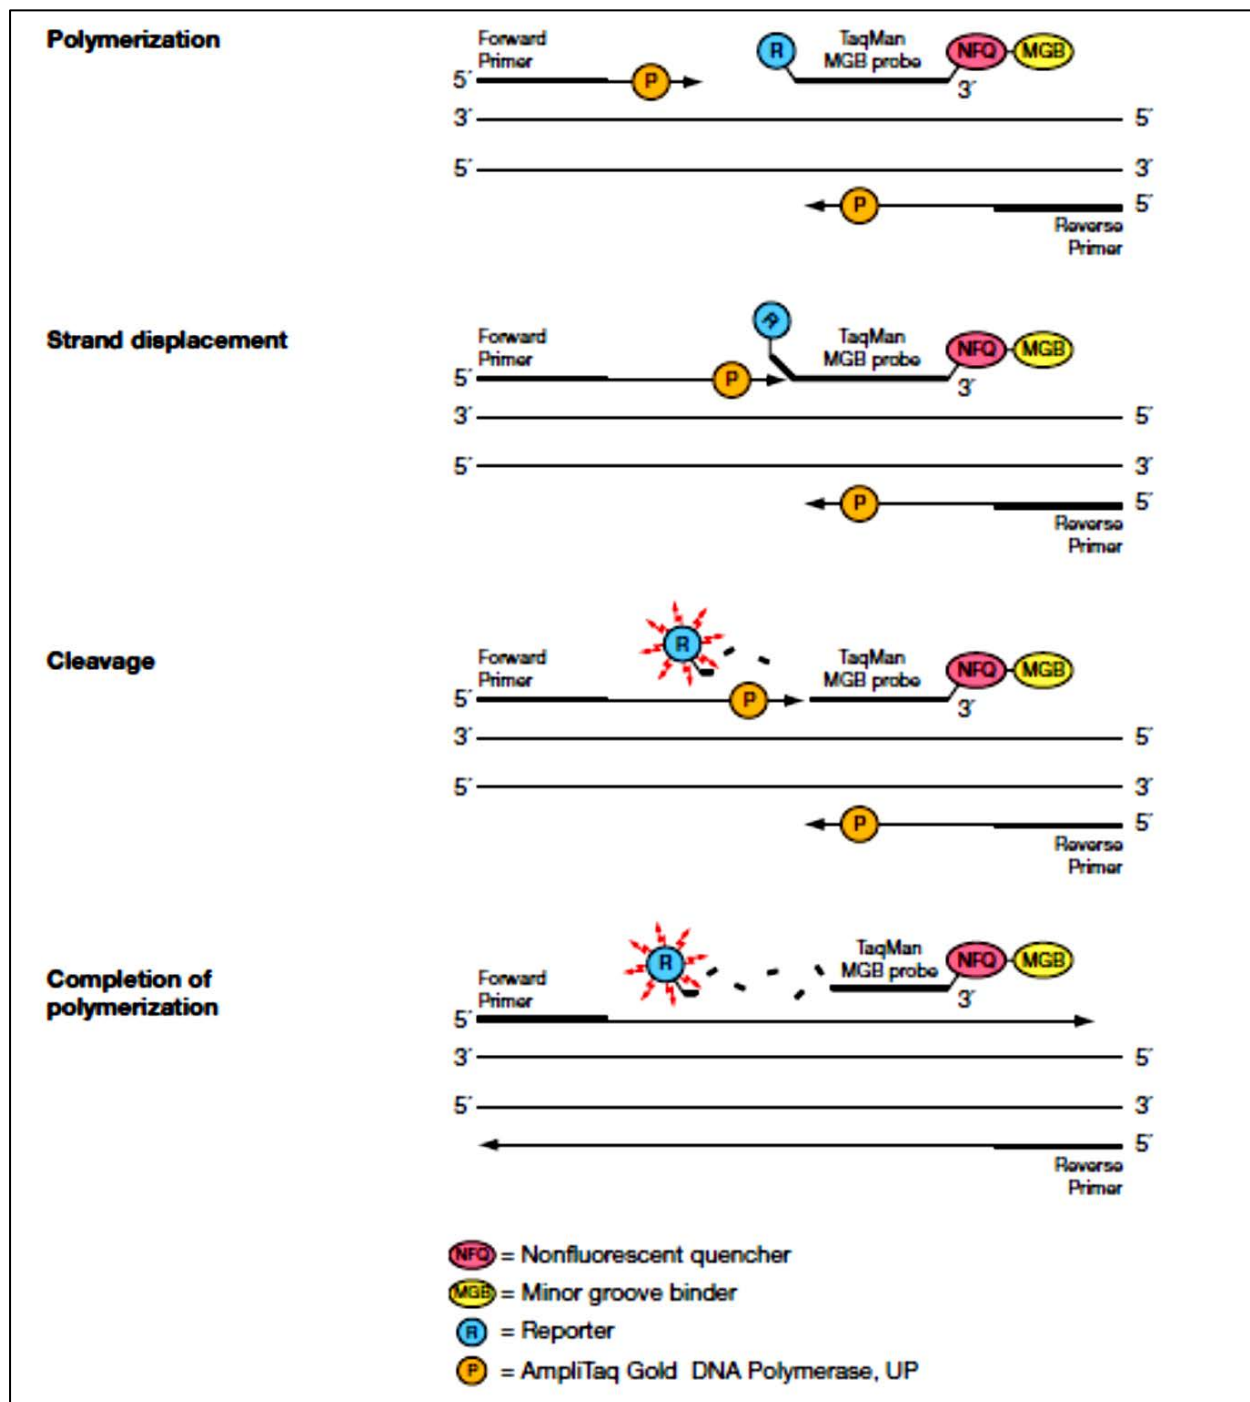 Polymerization
Forward
Primer
R
TaqMan
MGB probe
NFQ
MGB
5´
P
3´
3´
5´
5´
3´
P
5´
Reverse
Primer
Strand displacement
Forward
Primer
R
TaqMan
MGB probe
NFQ
MGB
5´
P
3´
3´
5´
5´
3´
P
5´
Reverse
Primer
Cleavage
Forward
Primer
R
TaqMan
MGB probe
NFQ
MGB
5´
P
3´
3´
5´
5´
3´
P
5´
Reverse
Primer
Completion of
polymerization
Forward
Primer
R
TaqMan
MGB probe
NFQ
MGB
5´
3´
3´
5´
5´
3´
5´
Reverse
Primer
NFQ = Nonfluorescent quencher
MGB = Minor groove binder
R = Reporter
P = AmpliTaq Gold DNA Polymerase, UP